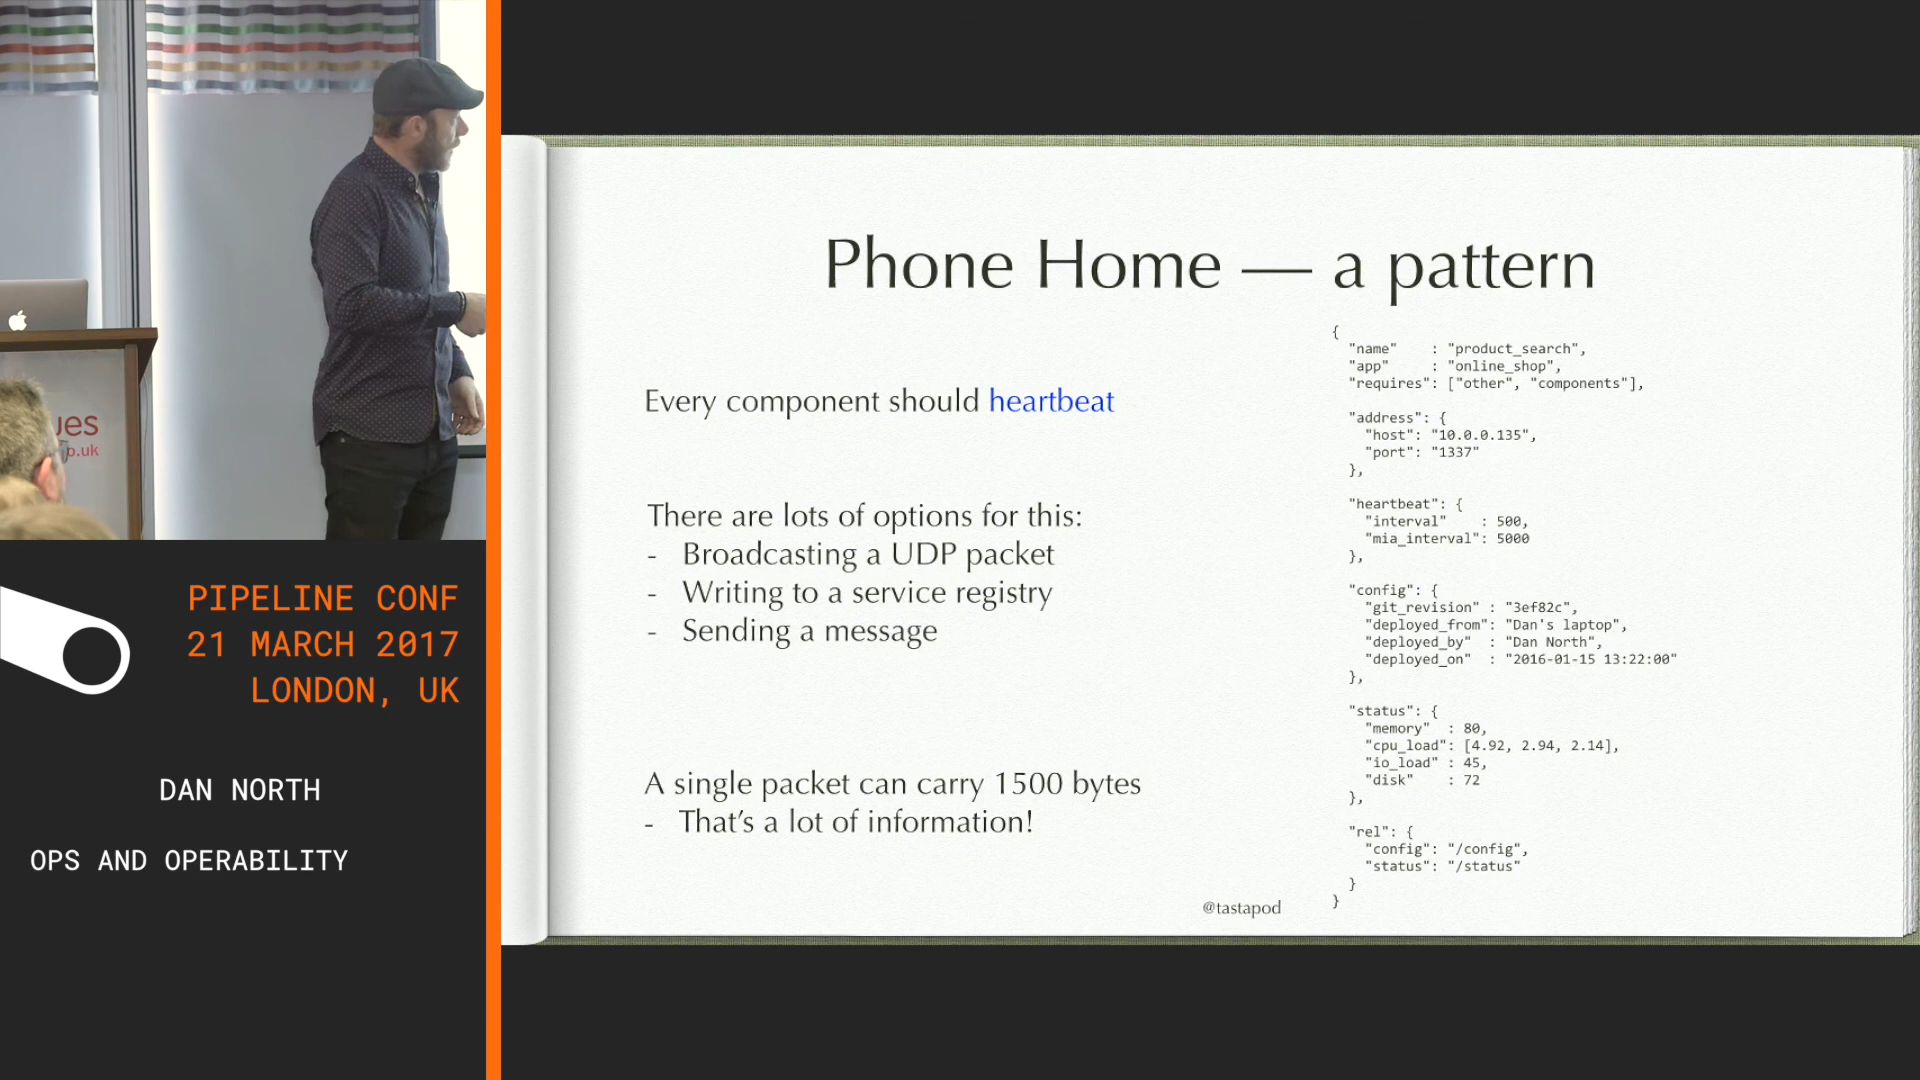 ues
o.uk
PIPELINE CONF
21 MARCH 2017
LONDON, UK
DAN NORTH
OPS AND OPERABILITY
Phone Home — a pattern
Every component should heartbeat
There are lots of options for this:
- Broadcasting a UDP packet
- Writing to a service registry
- Sending a message
A single packet can carry 1500 bytes
- That's a lot of information!
@tastapod
{
"name" : "product_search",
"app" : "online_shop",
"requires": ["other", "components"],
"address": {
"host": "10.0.0.135",
"port": "1337"
},
"heartbeat": {
"interval" : 500,
"mia_interval": 5000
},
"config": {
"git_revision" : "3ef82c",
"deployed_from": "Dan's laptop",
"deployed_by" : "Dan North",
"deployed_on" : "2016-01-15 13:22:00"
},
"status": {
"memory" : 80,
"cpu_load": [4.92, 2.94, 2.14],
"io_load" : 45,
"disk" : 72
},
"rel": {
"config": "/config",
"status": "/status"
}
}